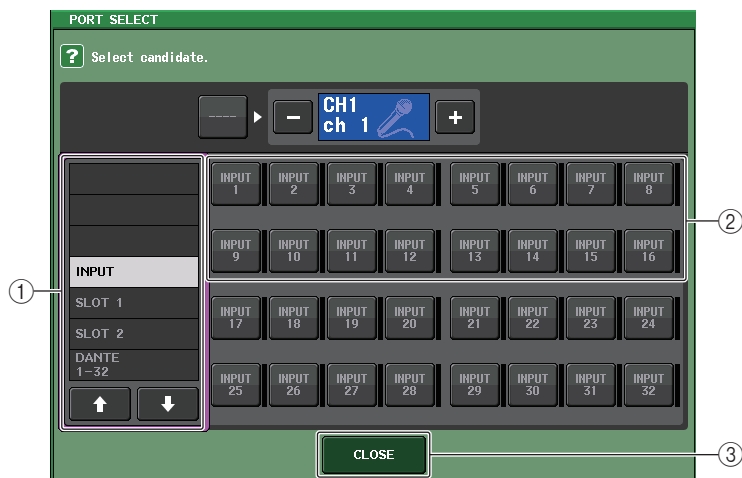 PORT SELECT
? Select candidate.
---- − CH1 +
ch 1
INPUT 1 INPUT 2 INPUT 3 INPUT 4 INPUT 5 INPUT 6 INPUT 7 INPUT 8
②
INPUT 9 INPUT 10 INPUT 11 INPUT 12 INPUT 13 INPUT 14 INPUT 15 INPUT 16
①
INPUT
SLOT 1
SLOT 2
DANTE
1-32
INPUT 17 INPUT 18 INPUT 19 INPUT 20 INPUT 21 INPUT 22 INPUT 23 INPUT 24
INPUT 25 INPUT 26 INPUT 27 INPUT 28 INPUT 29 INPUT 30 INPUT 31 INPUT 32
CLOSE
③